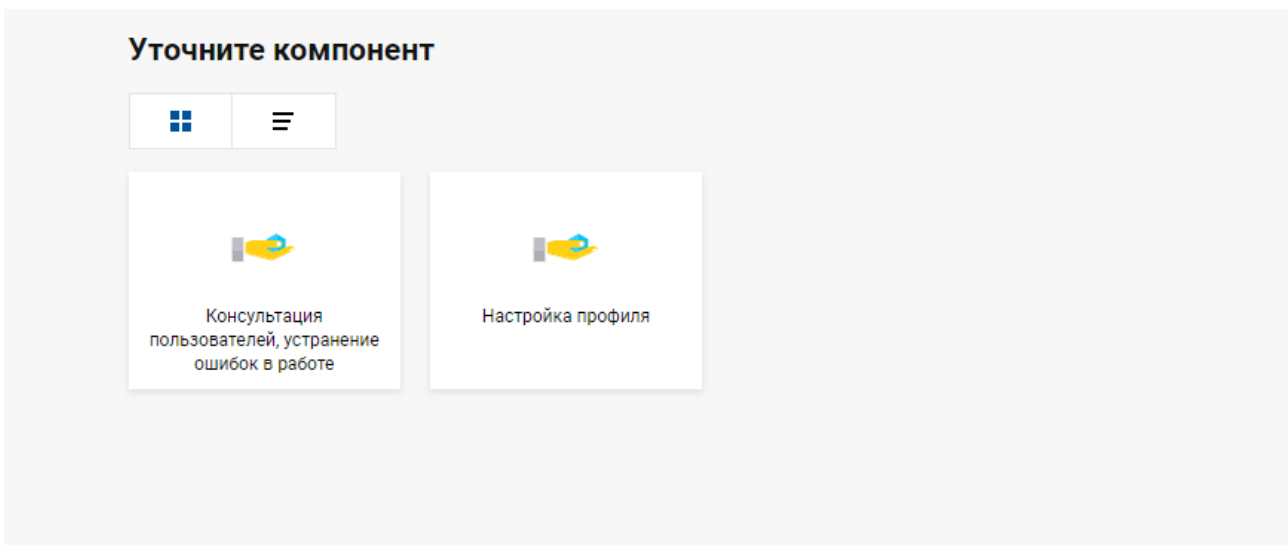 Уточните компонент
Консультация
пользователей, устранение
ошибок в работе
Настройка профиля